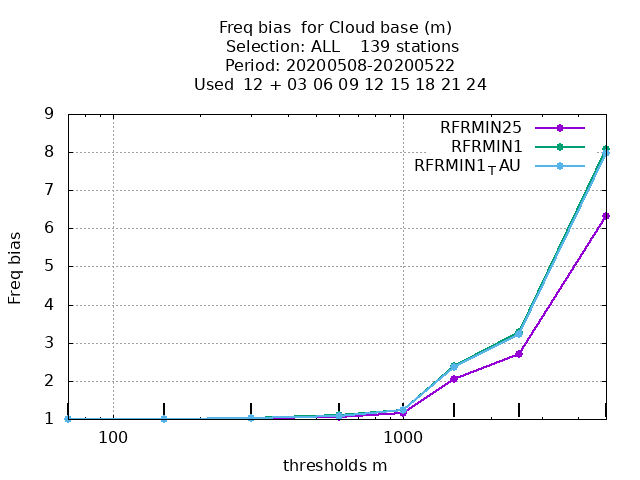 Freq bias  for Cloud base (m)
Selection: ALL    139 stations
Period: 20200508-20200522
Used  12 + 03 06 09 12 15 18 21 24
RFRMIN25
RFRMIN1
RFRMIN1TAU
9
8
7
6
5
4
3
2
1
Freq bias
100
1000
thresholds m